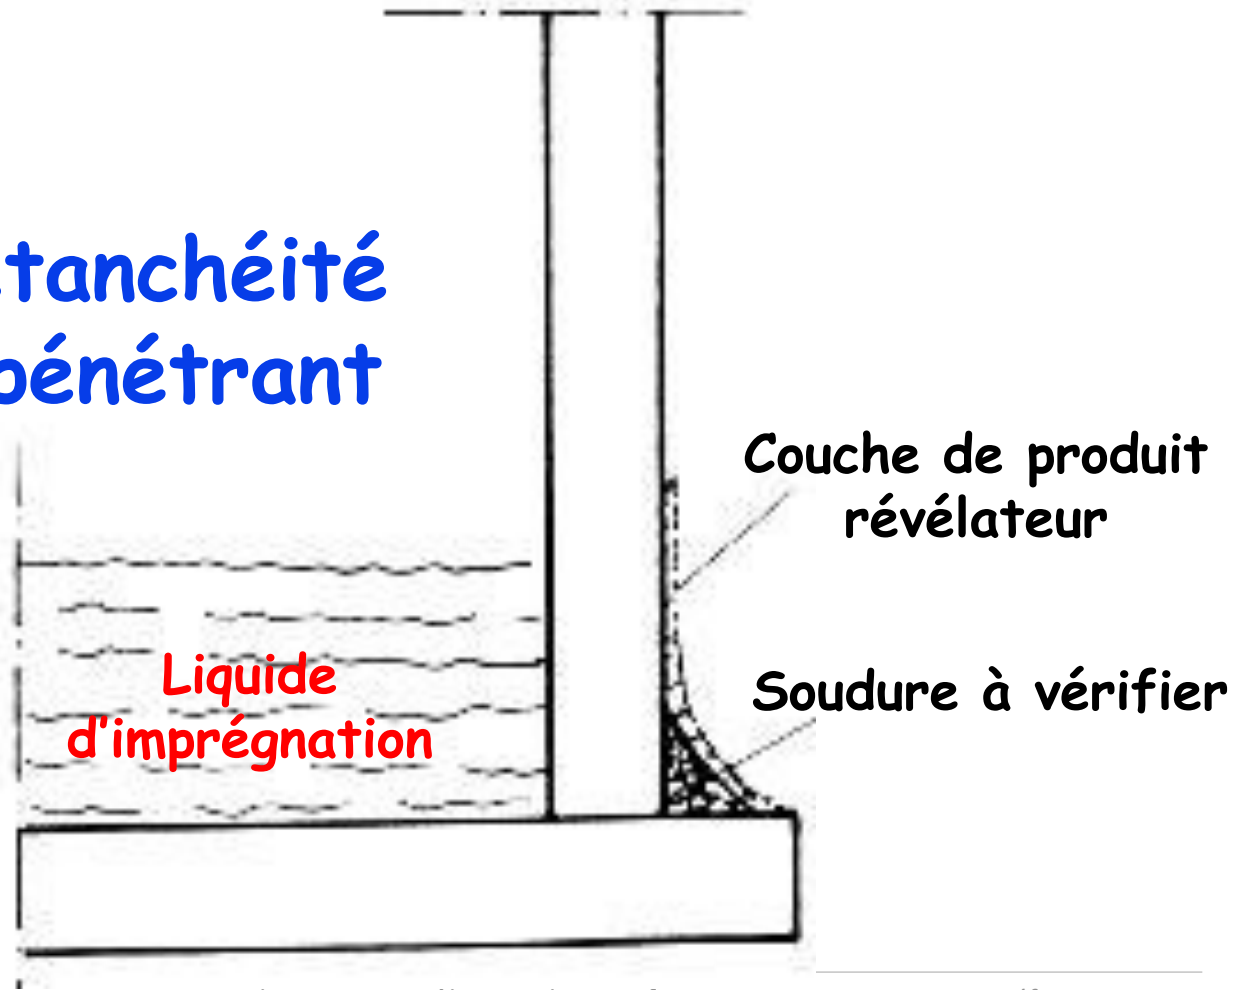 tanchéité
pénétrant
Couche de produit
révélateur
Liquide
d'imprégnation
Soudure à vérifier